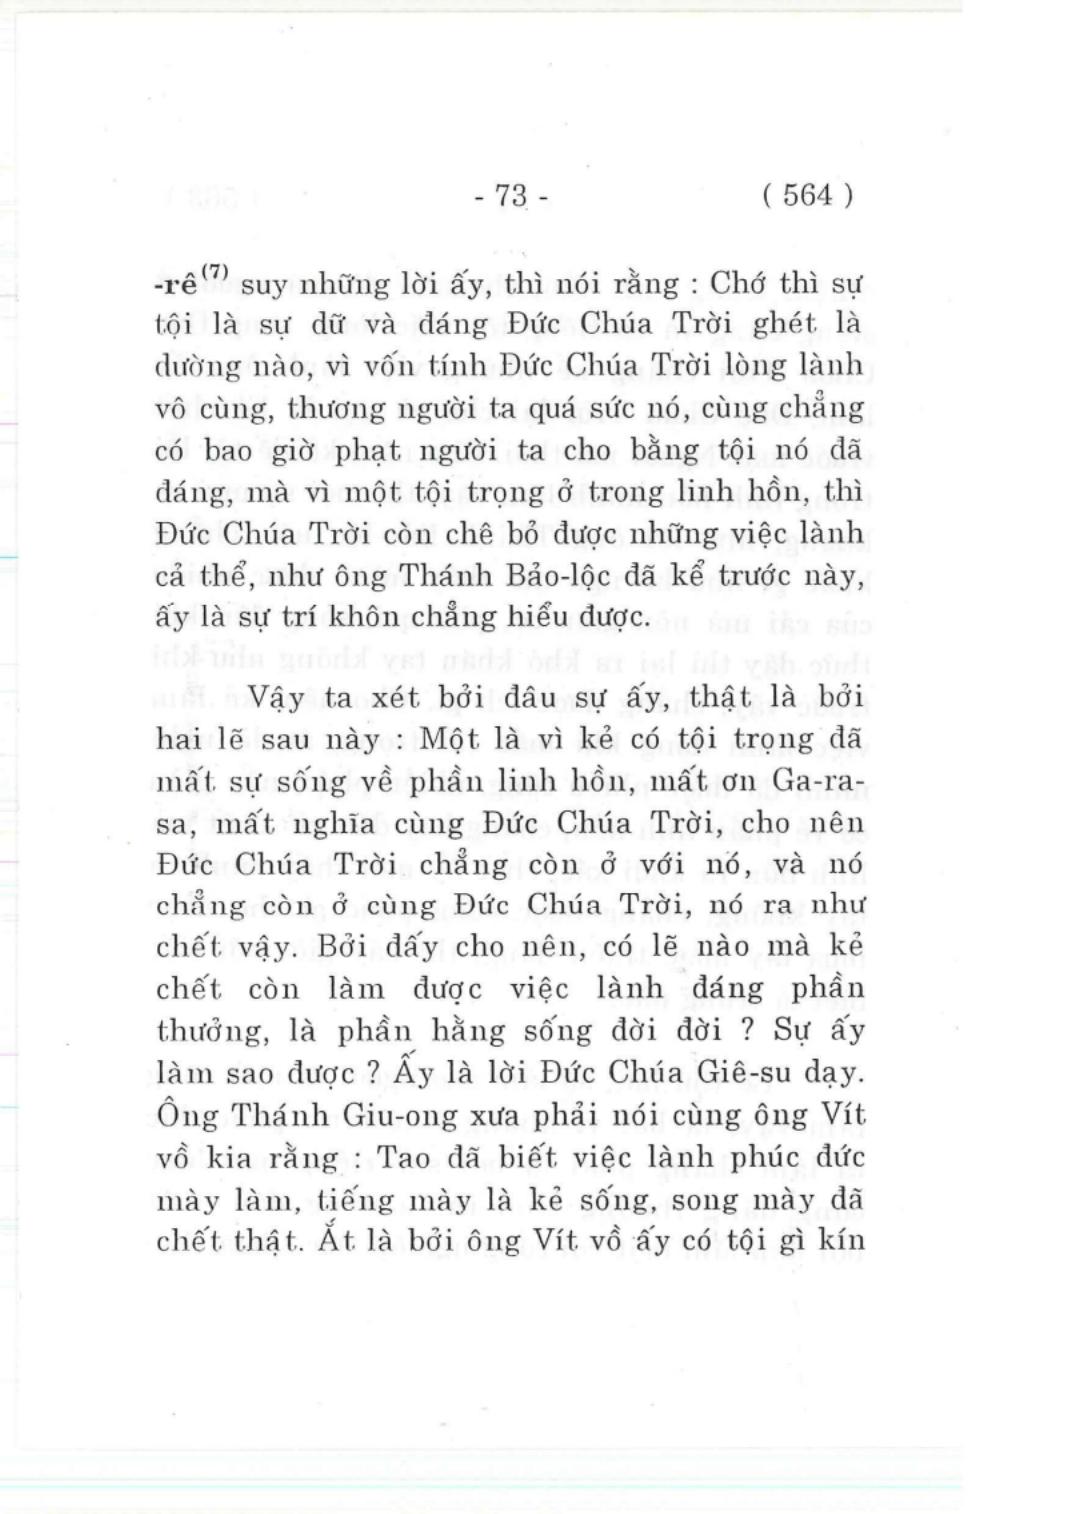 - 73 - ( 564 )
-rê(7) suy những lời ấy, thì nói rằng : Chớ thì sự
tội là sự dữ và đáng Đức Chúa Trời ghét là
dường nào, vì vốn tính Đức Chúa Trời lòng lành
vô cùng, thương người ta quá sức nó, cùng chẳng
có bao giờ phạt người ta cho bằng tội nó đã
đáng, mà vì một tội trọng ở trong linh hồn, thì
Đức Chúa Trời còn chê bỏ được những việc lành
cả thể, như ông Thánh Bảo-lộc đã kể trước này,
ấy là sự trí khôn chẳng hiểu được.
Vậy ta xét bởi đâu sự ấy, thật là bởi
hai lẽ sau này : Một là vì kẻ có tội trọng đã
mất sự sống về phần linh hồn, mất ơn Ga-ra-
sa, mất nghĩa cùng Đức Chúa Trời, cho nên
Đức Chúa Trời chẳng còn ở với nó, và nó
chẳng còn ở cùng Đức Chúa Trời, nó ra như
chết vậy. Bởi đấy cho nên, có lẽ nào mà kẻ
chết còn làm được việc lành đáng phần
thưởng, là phần hằng sống đời đời ? Sự ấy
làm sao được ? Ấy là lời Đức Chúa Giê-su dạy.
Ông Thánh Giu-ong xưa phải nói cùng ông Vít
vồ kia rằng : Tao đã biết việc lành phúc đức
mày làm, tiếng mày là kẻ sống, song mày đã
chết thật. Ắt là bởi ông Vít vồ ấy có tội gì kín